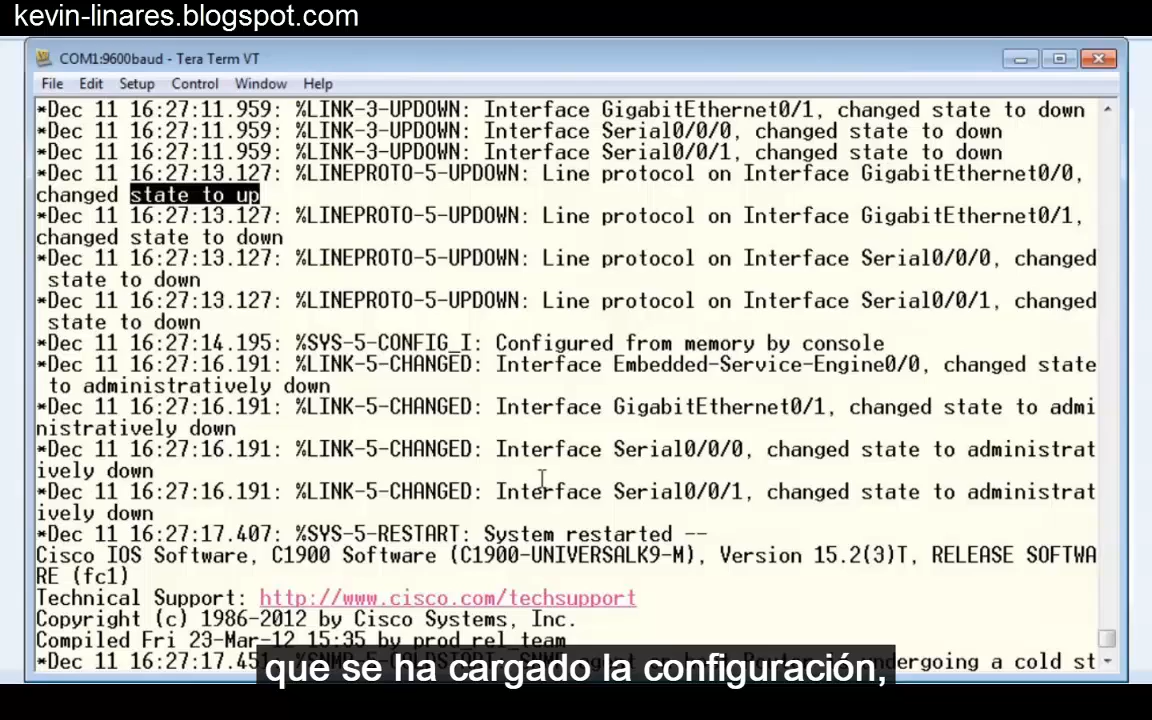 kevin-linares.blogspot.com
COM1:9600baud - Tera Term VT
File Edit Setup Control Window Help
*Dec 11 16:27:11.959: %LINK-3-UPDOWN: Interface GigabitEthernet0/1, changed state to down
*Dec 11 16:27:11.959: %LINK-3-UPDOWN: Interface Serial0/0/0, changed state to down
*Dec 11 16:27:11.959: %LINK-3-UPDOWN: Interface Serial0/0/1, changed state to down
*Dec 11 16:27:13.127: %LINEPROTO-5-UPDOWN: Line protocol on Interface GigabitEthernet0/0,
changed state to up
*Dec 11 16:27:13.127: %LINEPROTO-5-UPDOWN: Line protocol on Interface GigabitEthernet0/1,
changed state to down
*Dec 11 16:27:13.127: %LINEPROTO-5-UPDOWN: Line protocol on Interface Serial0/0/0, changed
state to down
*Dec 11 16:27:13.127: %LINEPROTO-5-UPDOWN: Line protocol on Interface Serial0/0/1, changed
state to down
*Dec 11 16:27:14.195: %SYS-5-CONFIG_I: Configured from memory by console
*Dec 11 16:27:16.191: %LINK-5-CHANGED: Interface Embedded-Service-Engine0/0, changed state
to administratively down
*Dec 11 16:27:16.191: %LINK-5-CHANGED: Interface GigabitEthernet0/1, changed state to admi
nistratively down
*Dec 11 16:27:16.191: %LINK-5-CHANGED: Interface Serial0/0/0, changed state to administrat
ively down
*Dec 11 16:27:16.191: %LINK-5-CHANGED: Interface Serial0/0/1, changed state to administrat
ively down
*Dec 11 16:27:17.407: %SYS-5-RESTART: System restarted --
Cisco IOS Software, C1900 Software (C1900-UNIVERSALK9-M), Version 15.2(3)T, RELEASE SOFTWA
RE (fc1)
Technical Support: http://www.cisco.com/techsupport
Copyright (c) 1986-2012 by Cisco Systems, Inc.
Compiled Fri 23-Mar-12 15:35 by prod_rel_team
*Dec 11 16:27:17.451 undergoing a cold st
que se ha cargado la configuración,